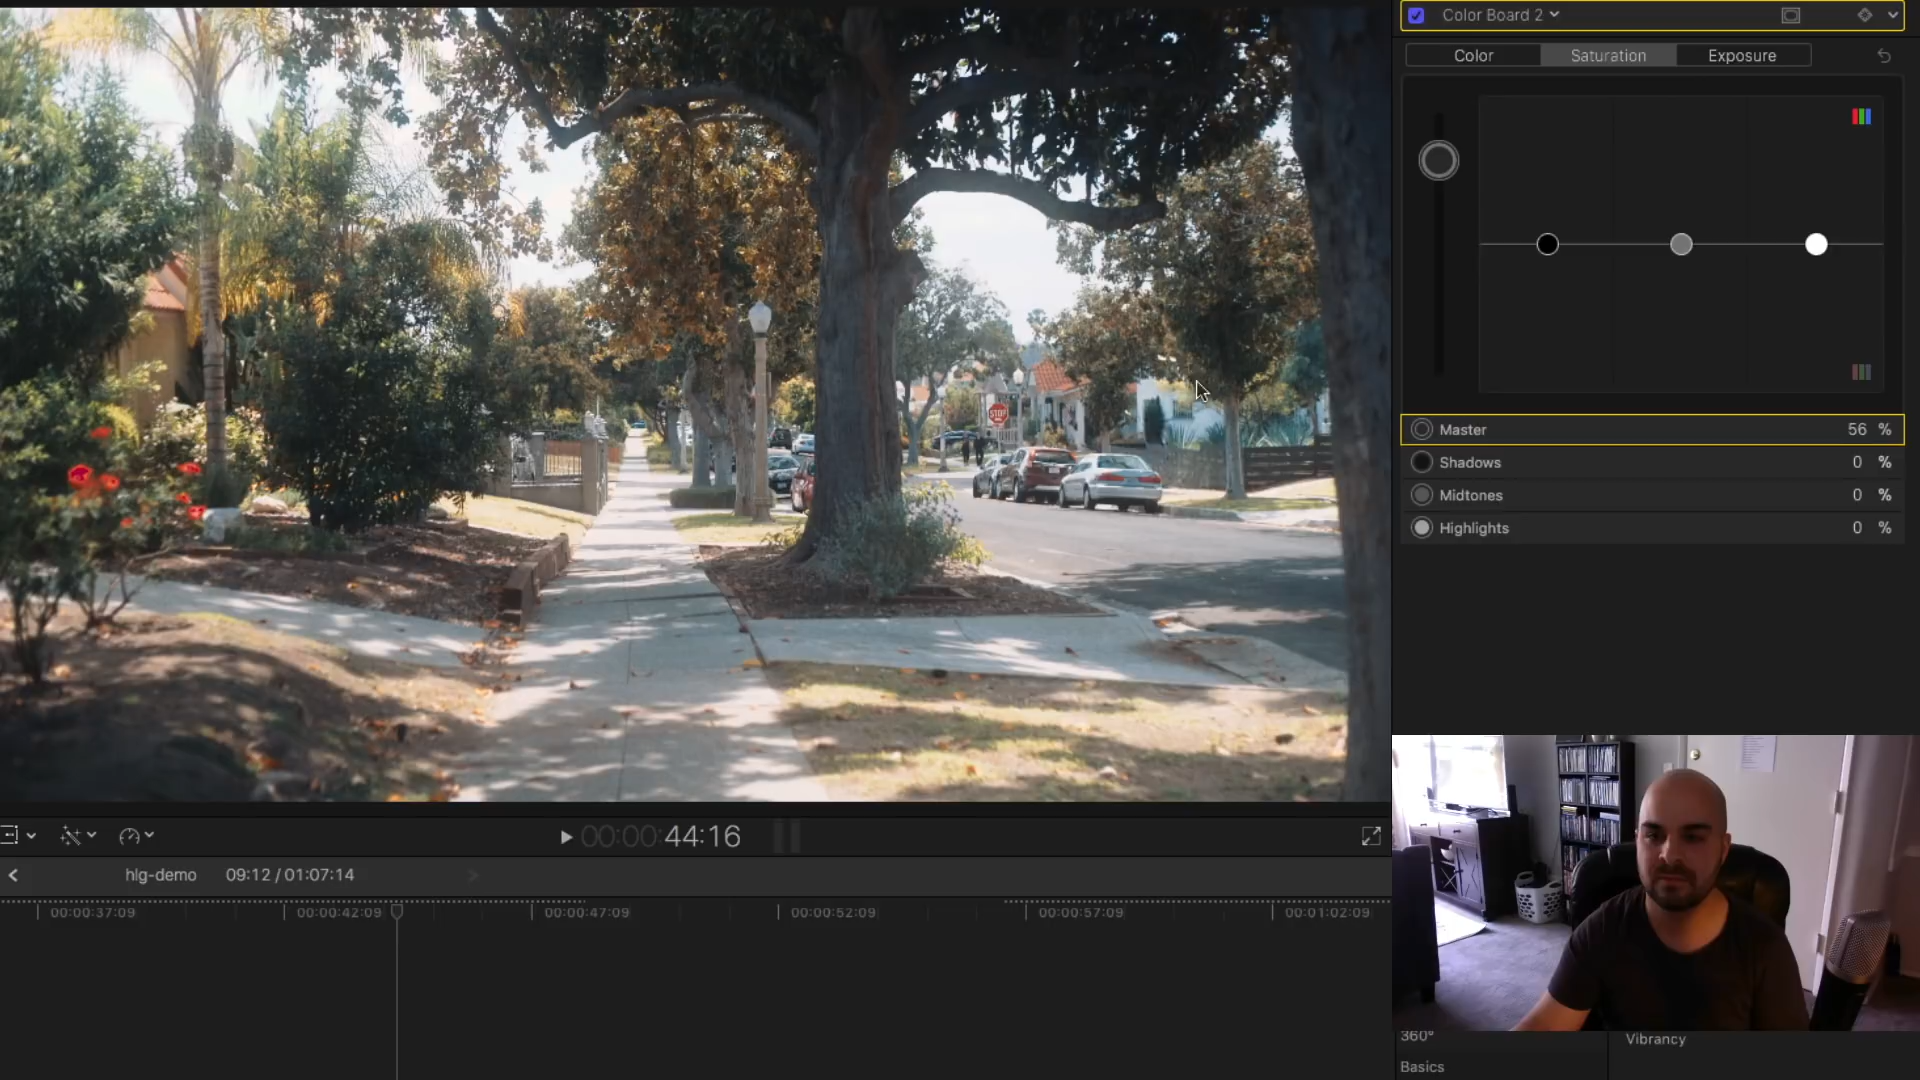 Color Board 2
Color Saturation Exposure
Master 56 %
Shadows 0 %
Midtones 0 %
Highlights 0 %
STOP
00:00:44:16
hlg-demo 09:12 / 01:07:14
00:00:37:09 00:00:42:09 00:00:47:09 00:00:52:09 00:00:57:09 00:01:02:09
360°
Vibrancy
Basics